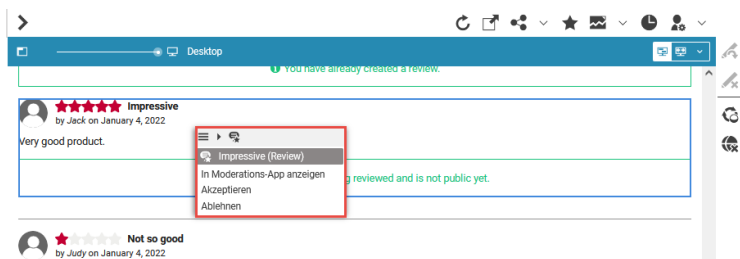 Desktop
You have already created a review.
Impressive
by Jack on January 4, 2022
Very good product.
Impressive (Review)
In Moderations-App anzeigen
g reviewed and is not public yet.
Akzeptieren
Ablehnen
Not so good
by Judy on January 4, 2022